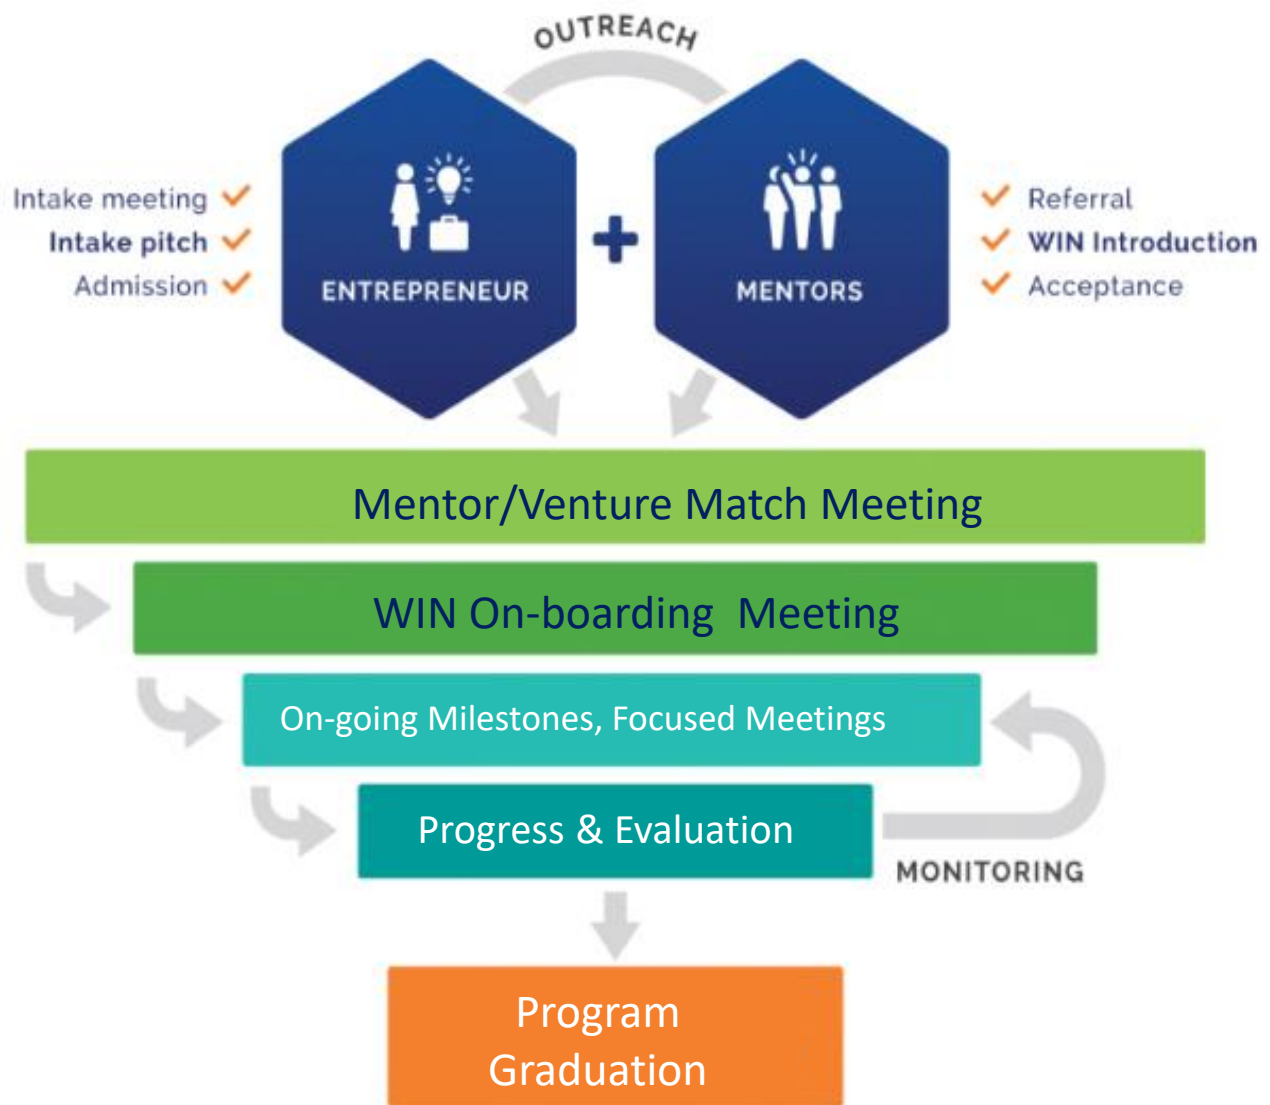 OUTREACH
Intake meeting
Intake pitch
Admission
ENTREPRENEUR
MENTORS
Referral
WIN Introduction
Acceptance
Mentor/Venture Match Meeting
WIN On-boarding  Meeting
On-going Milestones, Focused Meetings
Progress & Evaluation
MONITORING
Program
Graduation